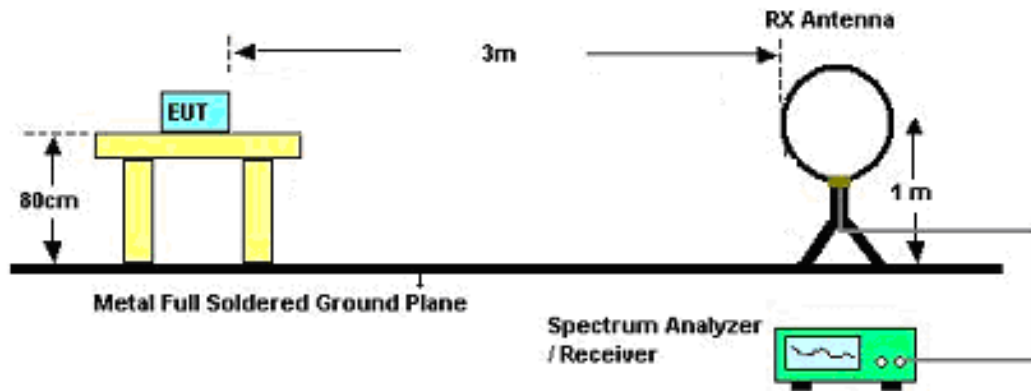 RX Antenna
3m
EUT
80cm
1 m
Metal Full Soldered Ground Plane
Spectrum Analyzer
/ Receiver